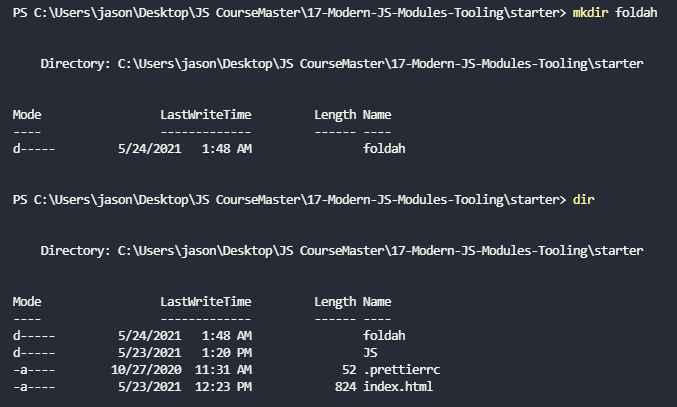 PS C:\Users\jason\Desktop\JS CourseMaster\17-Modern-JS-Modules-Tooling\starter> mkdir foldah
Directory: C:\Users\jason\Desktop\JS CourseMaster\17-Modern-JS-Modules-Tooling\starter
Mode                 LastWriteTime         Length Name
----                 -------------         ------ ----
d-----         5/24/2021   1:48 AM                foldah
PS C:\Users\jason\Desktop\JS CourseMaster\17-Modern-JS-Modules-Tooling\starter> dir
Directory: C:\Users\jason\Desktop\JS CourseMaster\17-Modern-JS-Modules-Tooling\starter
Mode                 LastWriteTime         Length Name
----                 -------------         ------ ----
d-----         5/24/2021   1:48 AM                foldah
d-----         5/23/2021   1:20 PM                JS
-a----        10/27/2020  11:31 AM             52 .prettierrc
-a----         5/23/2021  12:23 PM            824 index.html